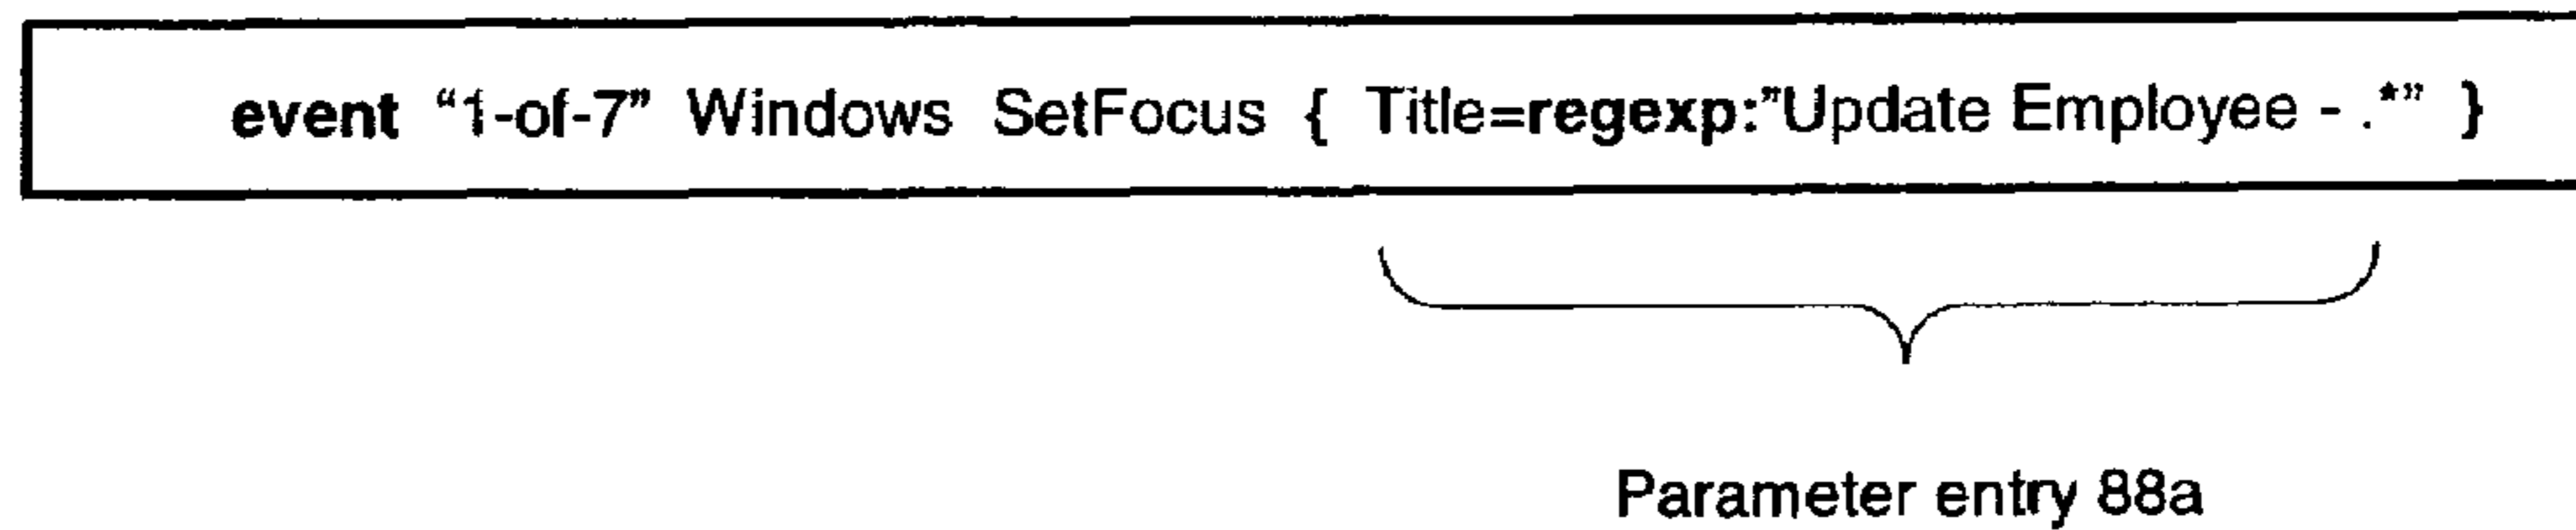 event “1-of-7” Windows SetFocus { Title=regexp:”Update Employee - .*” }
Parameter entry 88a